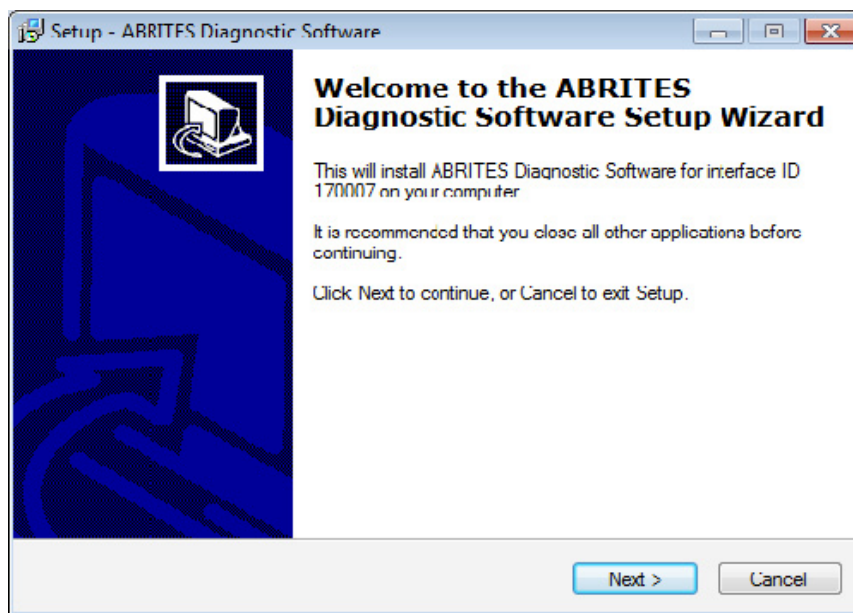 Setup - ABRITES Diagnostic Software
Welcome to the ABRITES
Diagnostic Software Setup Wizard
This will install ABRITES Diagnostic Software for interface ID
170007 on your computer
It is recommended that you close all other applications before
continuing.
Click Next to continue, or Cancel to exit Setup.
Next >
Cancel